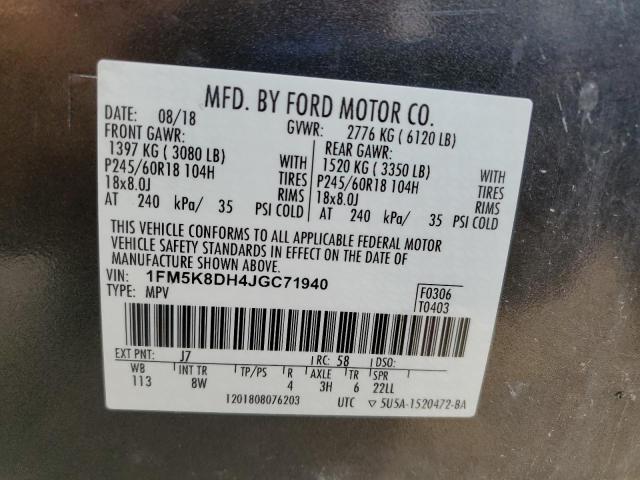 MFD. BY FORD MOTOR CO.
DATE: 08/18 GVWR: 2776 KG ( 6120 LB)
FRONT GAWR: REAR GAWR:
1397 KG ( 3080 LB) WITH 1520 KG ( 3350 LB) WITH
P245/60R18 104H TIRES P245/60R18 104H TIRES
18x8.0J RIMS 18x8.0J RIMS
AT 240 kPa/ 35 PSI COLD AT 240 kPa/ 35 PSI COLD
THIS VEHICLE CONFORMS TO ALL APPLICABLE FEDERAL MOTOR
VEHICLE SAFETY STANDARDS IN EFFECT ON THE DATE OF
MANUFACTURE SHOWN ABOVE.
VIN: 1FM5K8DH4JGC71940 F0306
TYPE: MPV T0403
EXT PNT: J7 RC: 58 DSO:
WB INT TR TP/PS R AXLE TR SPR
113 8W 4 3H 6 22LL
1201808076203 UTC ▽ 5U5A-1520472-BA